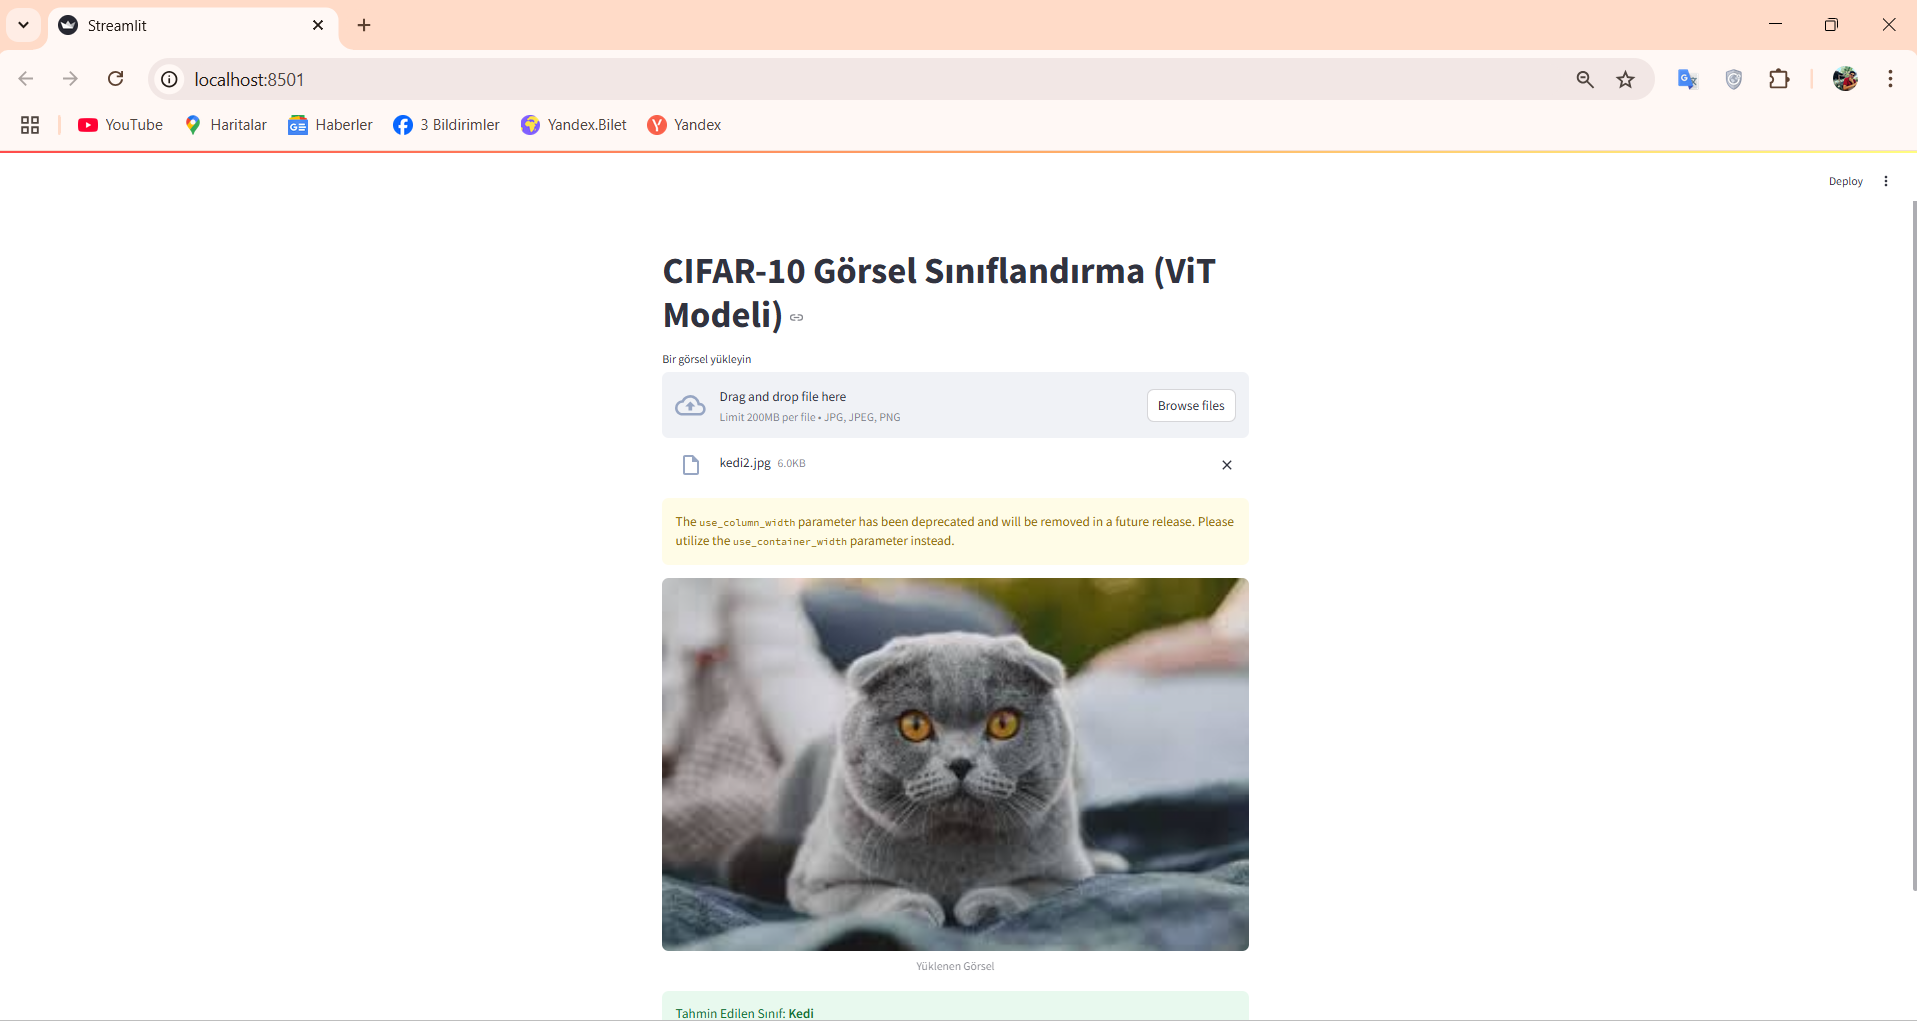 Streamlit
localhost:8501
YouTube Haritalar Haberler 3 Bildirimler Yandex.Bilet Yandex
Deploy
CIFAR-10 Görsel Sınıflandırma (ViT
Modeli)
Bir görsel yükleyin
Drag and drop file here
Limit 200MB per file • JPG, JPEG, PNG
Browse files
kedi2.jpg 6.0KB
The use_column_width parameter has been deprecated and will be removed in a future release. Please
utilize the use_container_width parameter instead.
Yüklenen Görsel
Tahmin Edilen Sınıf: Kedi